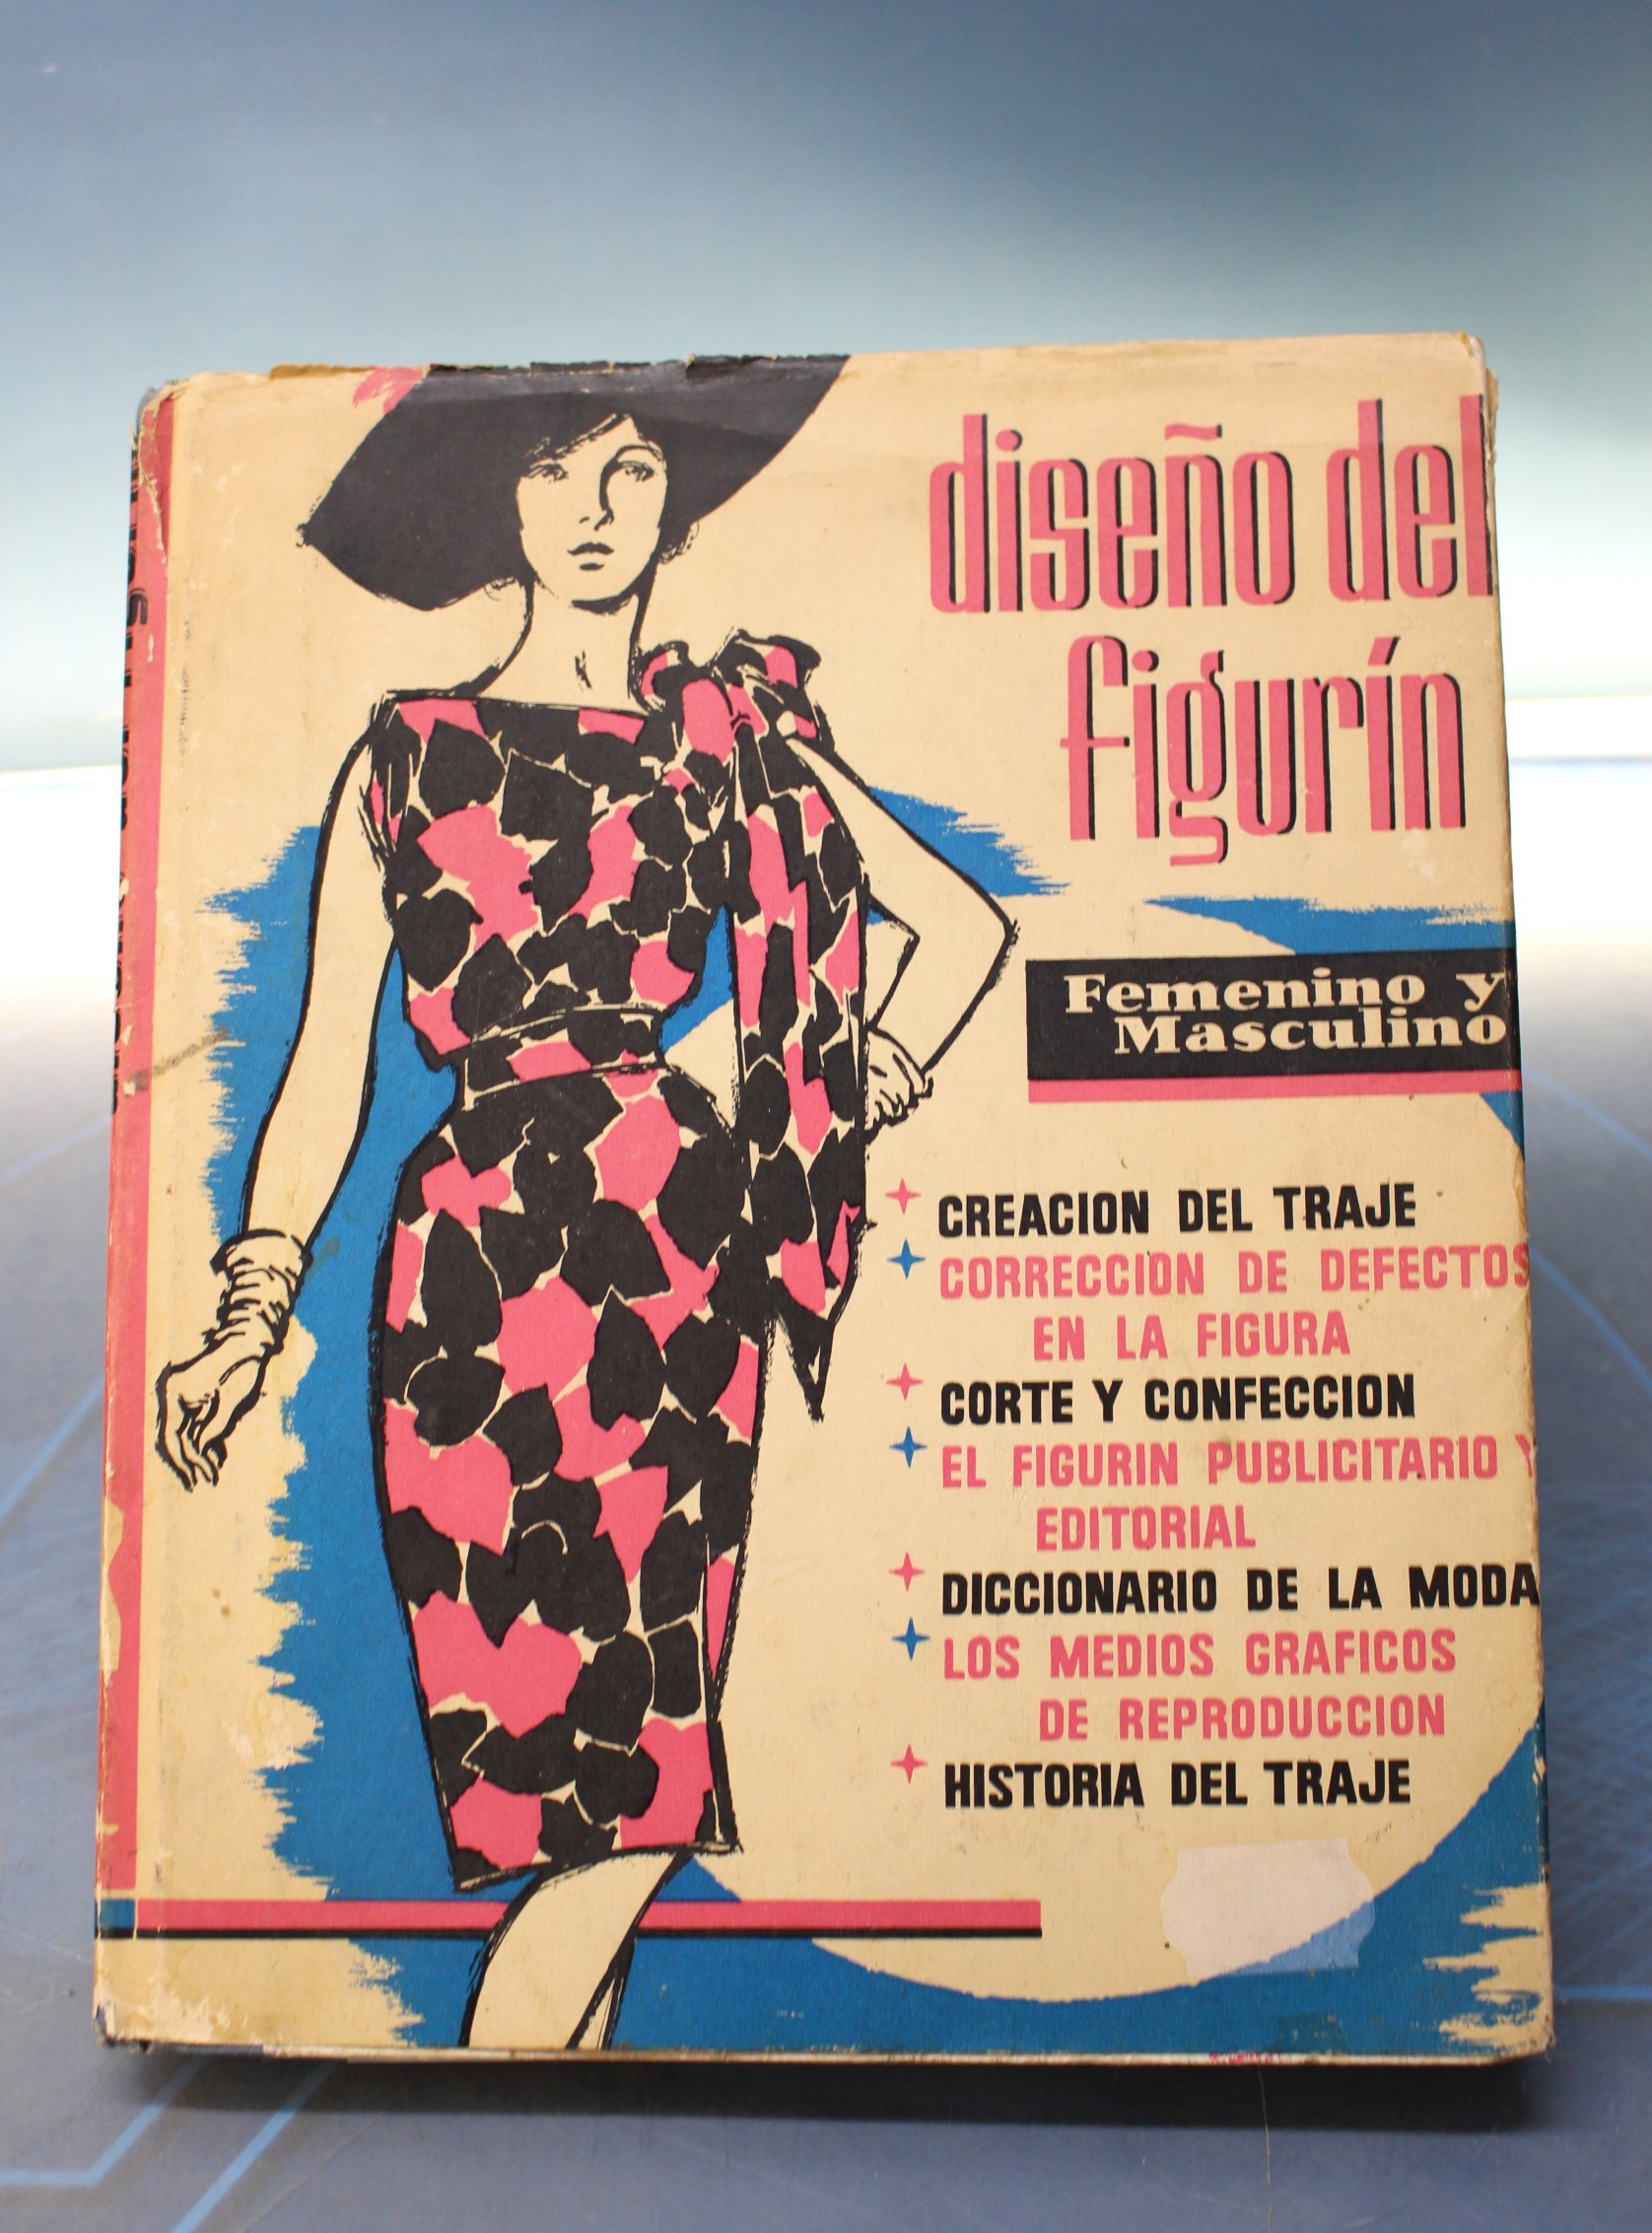 diseño del
figurín
Femenino y
Masculino
CREACION DEL TRAJE
CORRECCION DE DEFECTOS
EN LA FIGURA
CORTE Y CONFECCION
EL FIGURIN PUBLICITARIO Y
EDITORIAL
DICCIONARIO DE LA MODA
LOS MEDIOS GRAFICOS
DE REPRODUCCION
HISTORIA DEL TRAJE